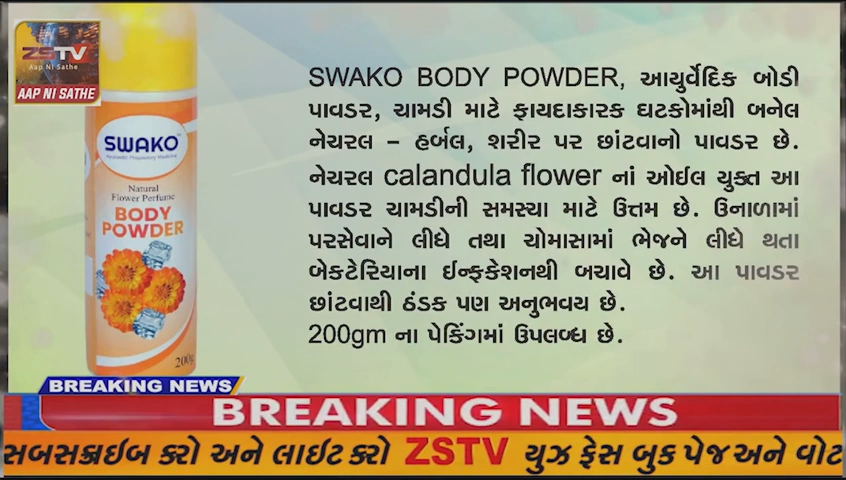 ZSTV
Aap Ni Sathe
AAP NI SATHE
SWAKO
Ayurvedic Proprietary Medicine
Natural
Flower Perfume
BODY
POWDER
200g
SWAKO BODY POWDER, આયુર્વેદિક બોડી
પાવડર, ચામડી માટે ફાયદાકારક ઘટકોમાંથી બનેલ
નેચરલ – હર્બલ, શરીર પર છાંટવાનો પાવડર છે.
નેચરલ calandula flower નાં ઓઈલ યુક્ત આ
પાવડર ચામડીની સમસ્યા માટે ઉત્તમ છે. ઉનાળામાં
પરસેવાને લીધે તથા ચોમાસામાં ભેજને લીધે થતા
બેકટેરિયાના ઈન્ફકેશનથી બચાવે છે. આ પાવડર
છાંટવાથી ઠંડક પણ અનુભવય છે.
200gm ના પેકિંગમાં ઉપલબ્ધ છે.
BREAKING NEWS
BREAKING NEWS
સબસક્રાઇબ કરો અને લાઈટ કરો ZSTV યુઝ ફેસ બુક પેજ અને વોટ